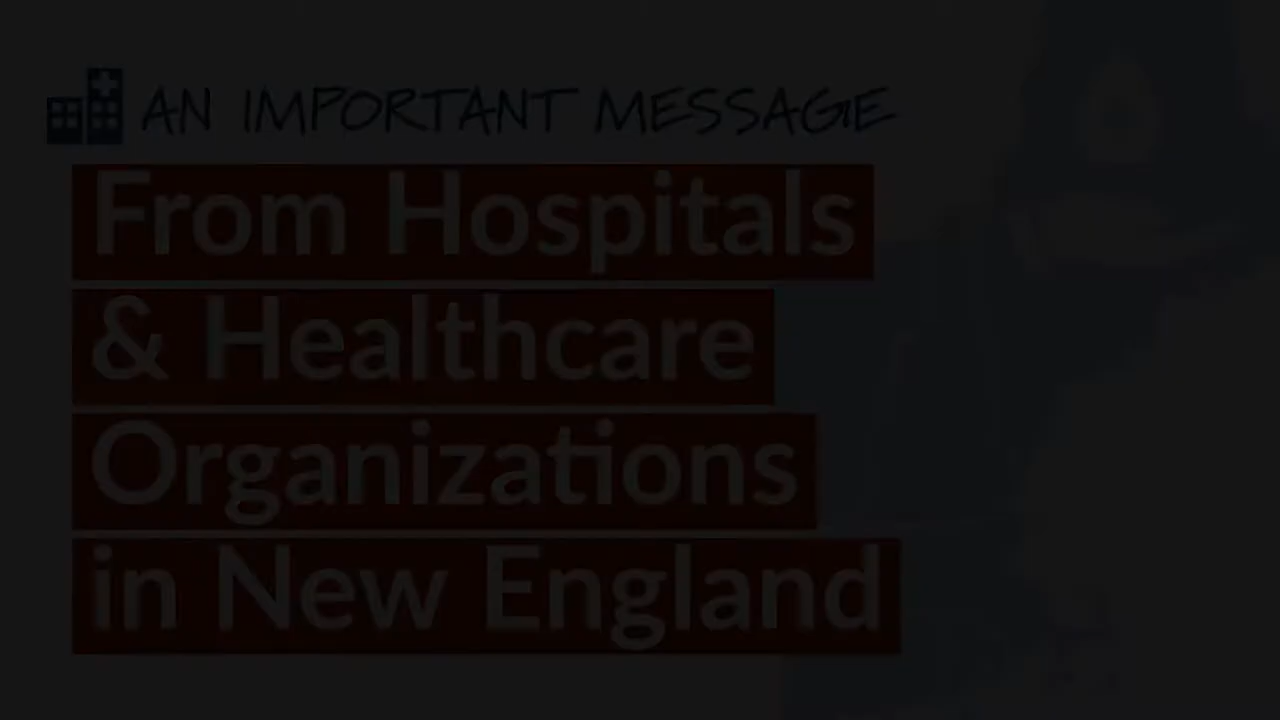 AN IMPORTANT MESSAGE
From Hospitals
& Healthcare
Organizations
in New England